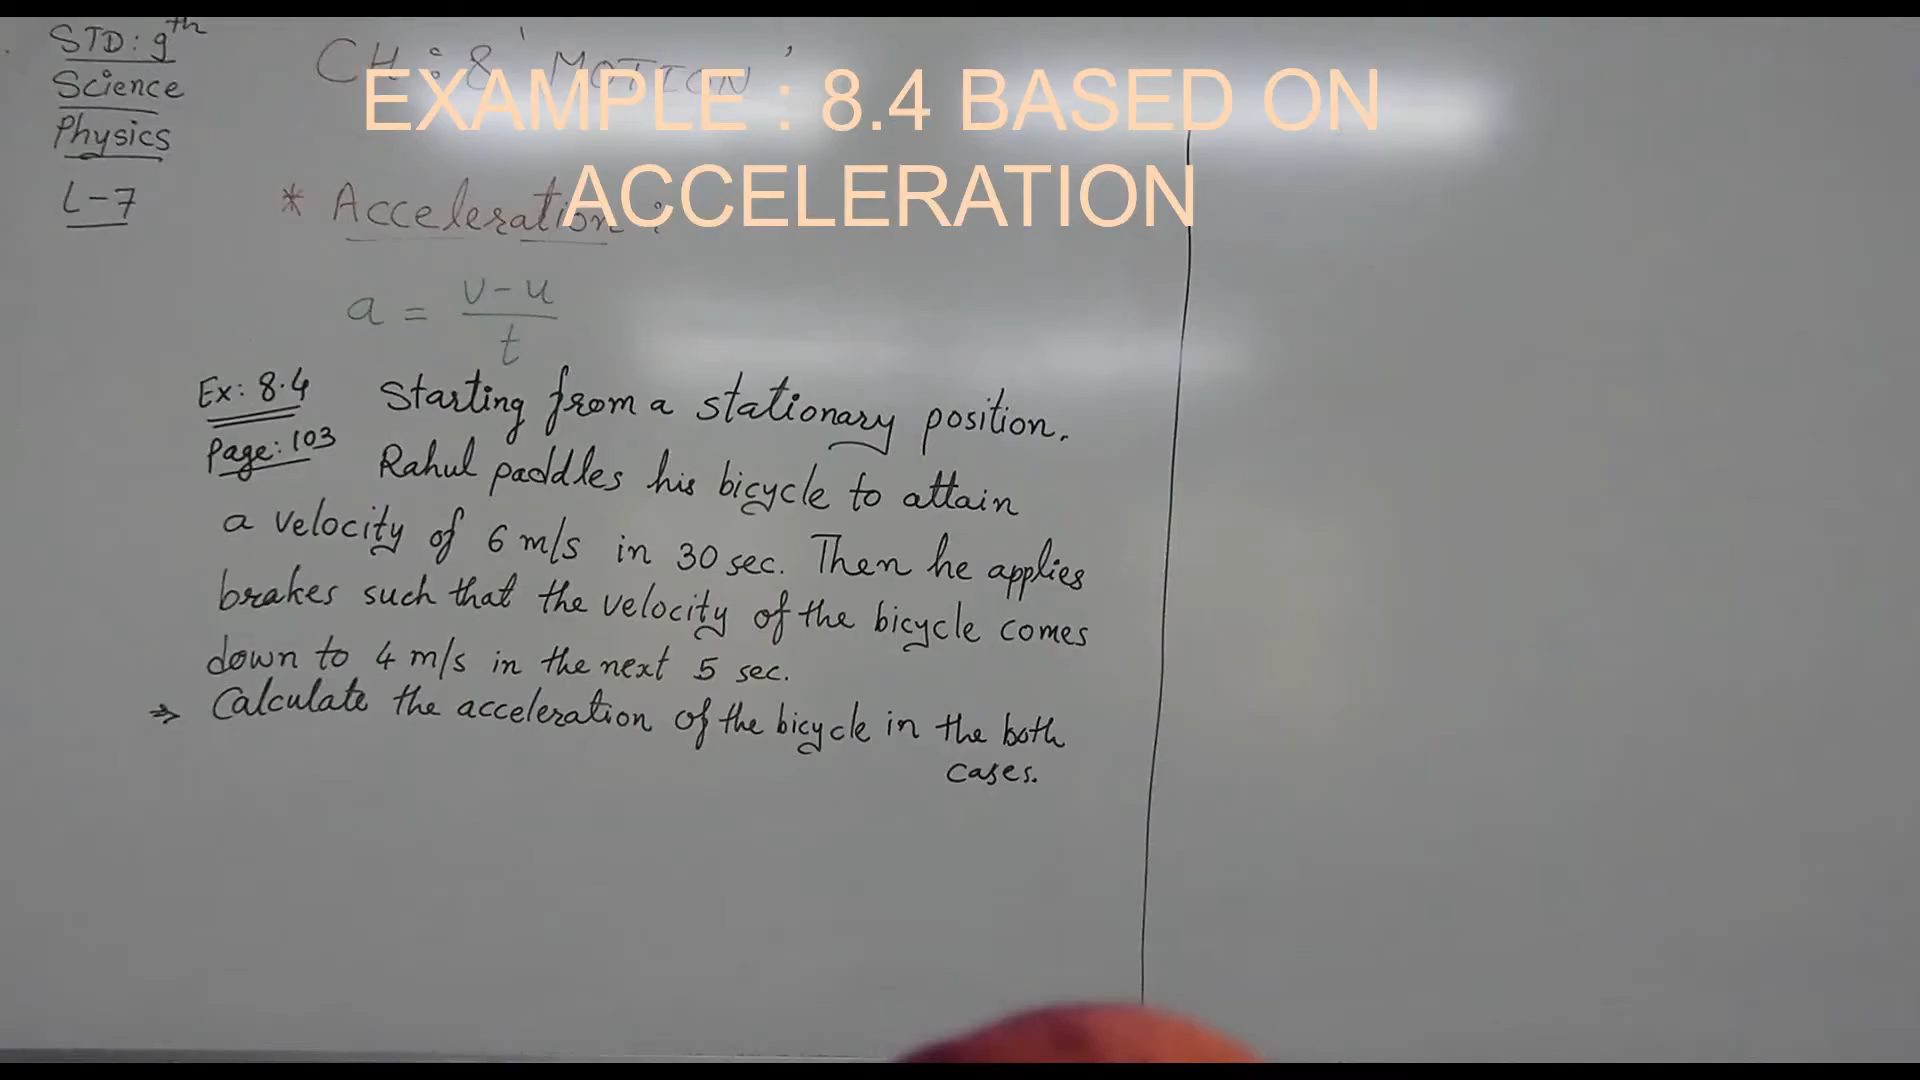 STD: 9th
Science
Physics
L-7
CH : 8 'MOTION'
EXAMPLE : 8.4 BASED ON
ACCELERATION
* Acceleration :
a = v - u / t
Ex: 8.4 Starting from a stationary position.
Page: 103 Rahul paddles his bicycle to attain
a velocity of 6 m/s in 30 sec. Then he applies
brakes such that the velocity of the bicycle comes
down to 4 m/s in the next 5 sec.
⇒ Calculate the acceleration of the bicycle in the both
cases.